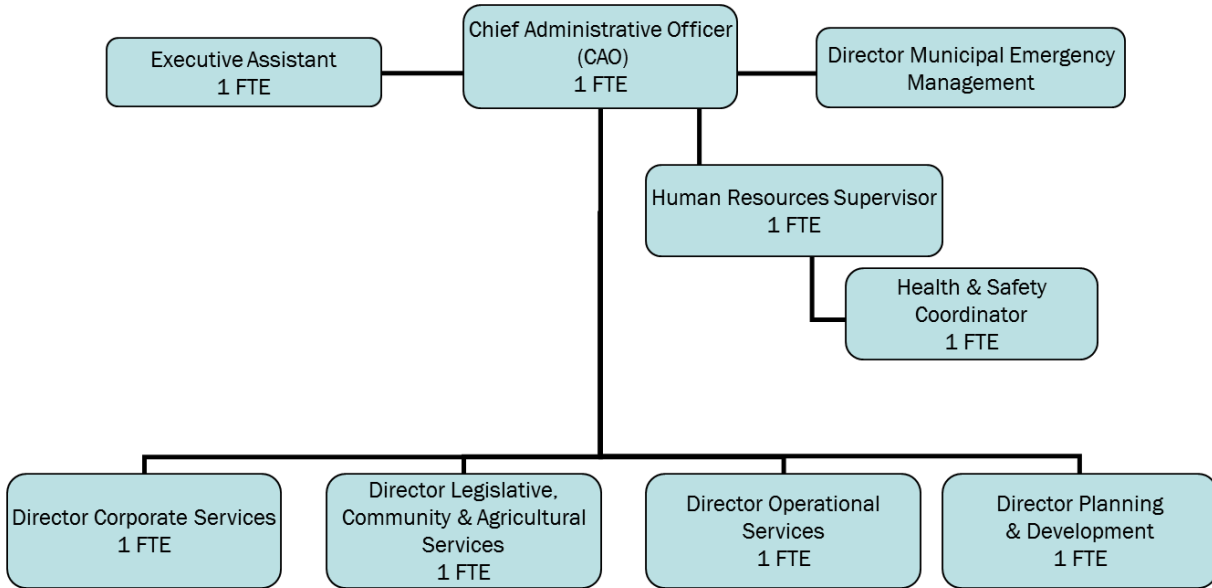 Chief Administrative Officer
(CAO)
1 FTE
Executive Assistant
1 FTE
Director Municipal Emergency
Management
Human Resources Supervisor
1 FTE
Health & Safety
Coordinator
1 FTE
Director Corporate Services
1 FTE
Director Legislative,
Community & Agricultural
Services
1 FTE
Director Operational
Services
1 FTE
Director Planning
& Development
1 FTE